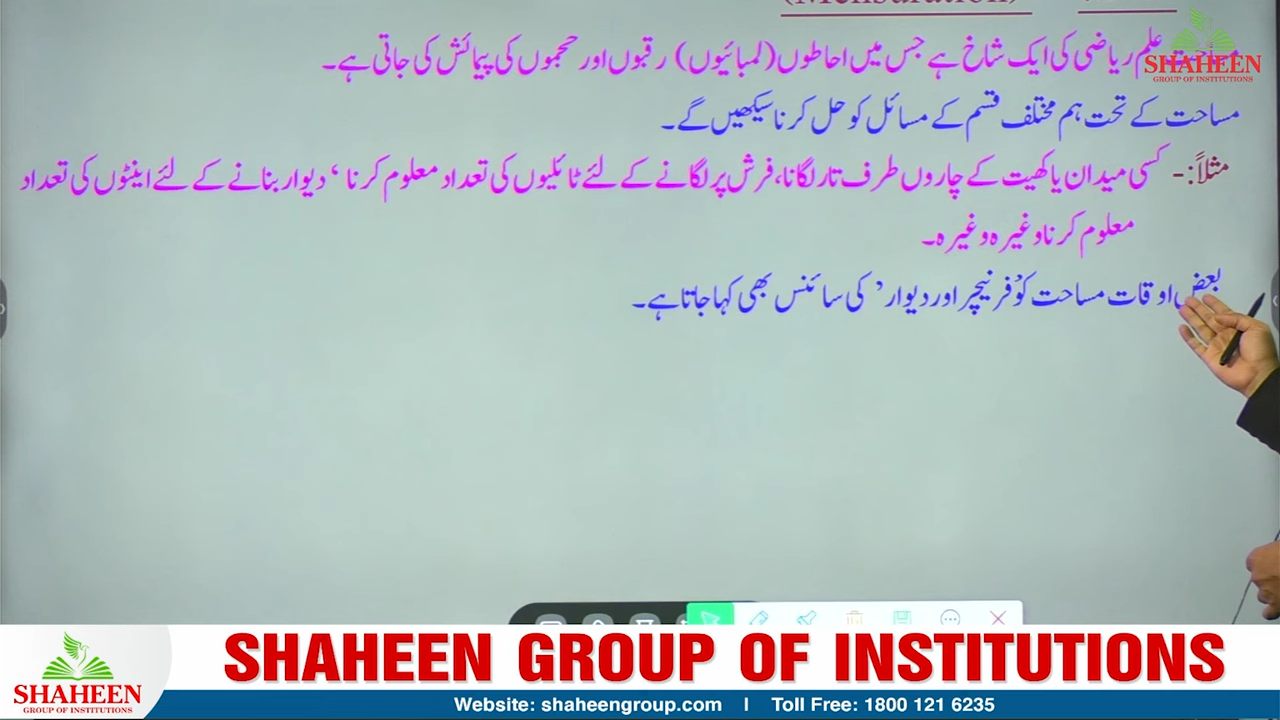 (Mensuration)
علم ریاضی کی ایک شاخ ہے جس میں احاطوں (لمبائیوں) رقبوں اور حجموں کی پیمائش کی جاتی ہے۔
SHAHEEN
GROUP OF INSTITUTIONS
مساحت کے تحت ہم مختلف قسم کے مسائل کو حل کرنا سیکھیں گے۔
مثلاً:- کسی میدان یا کھیت کے چاروں طرف تار لگانا، فرش پر لگانے کے لئے ٹائلیوں کی تعداد معلوم کرنا ‘ دیوار بنانے کے لئے اینٹوں کی تعداد
معلوم کرنا وغیرہ وغیرہ۔
بعض اوقات مساحت کو ’فرنیچر اور دیوار’ کی سائنس بھی کہا جاتا ہے۔
SHAHEEN
GROUP OF INSTITUTIONS
SHAHEEN GROUP OF INSTITUTIONS
Website: shaheengroup.com I Toll Free: 1800 121 6235